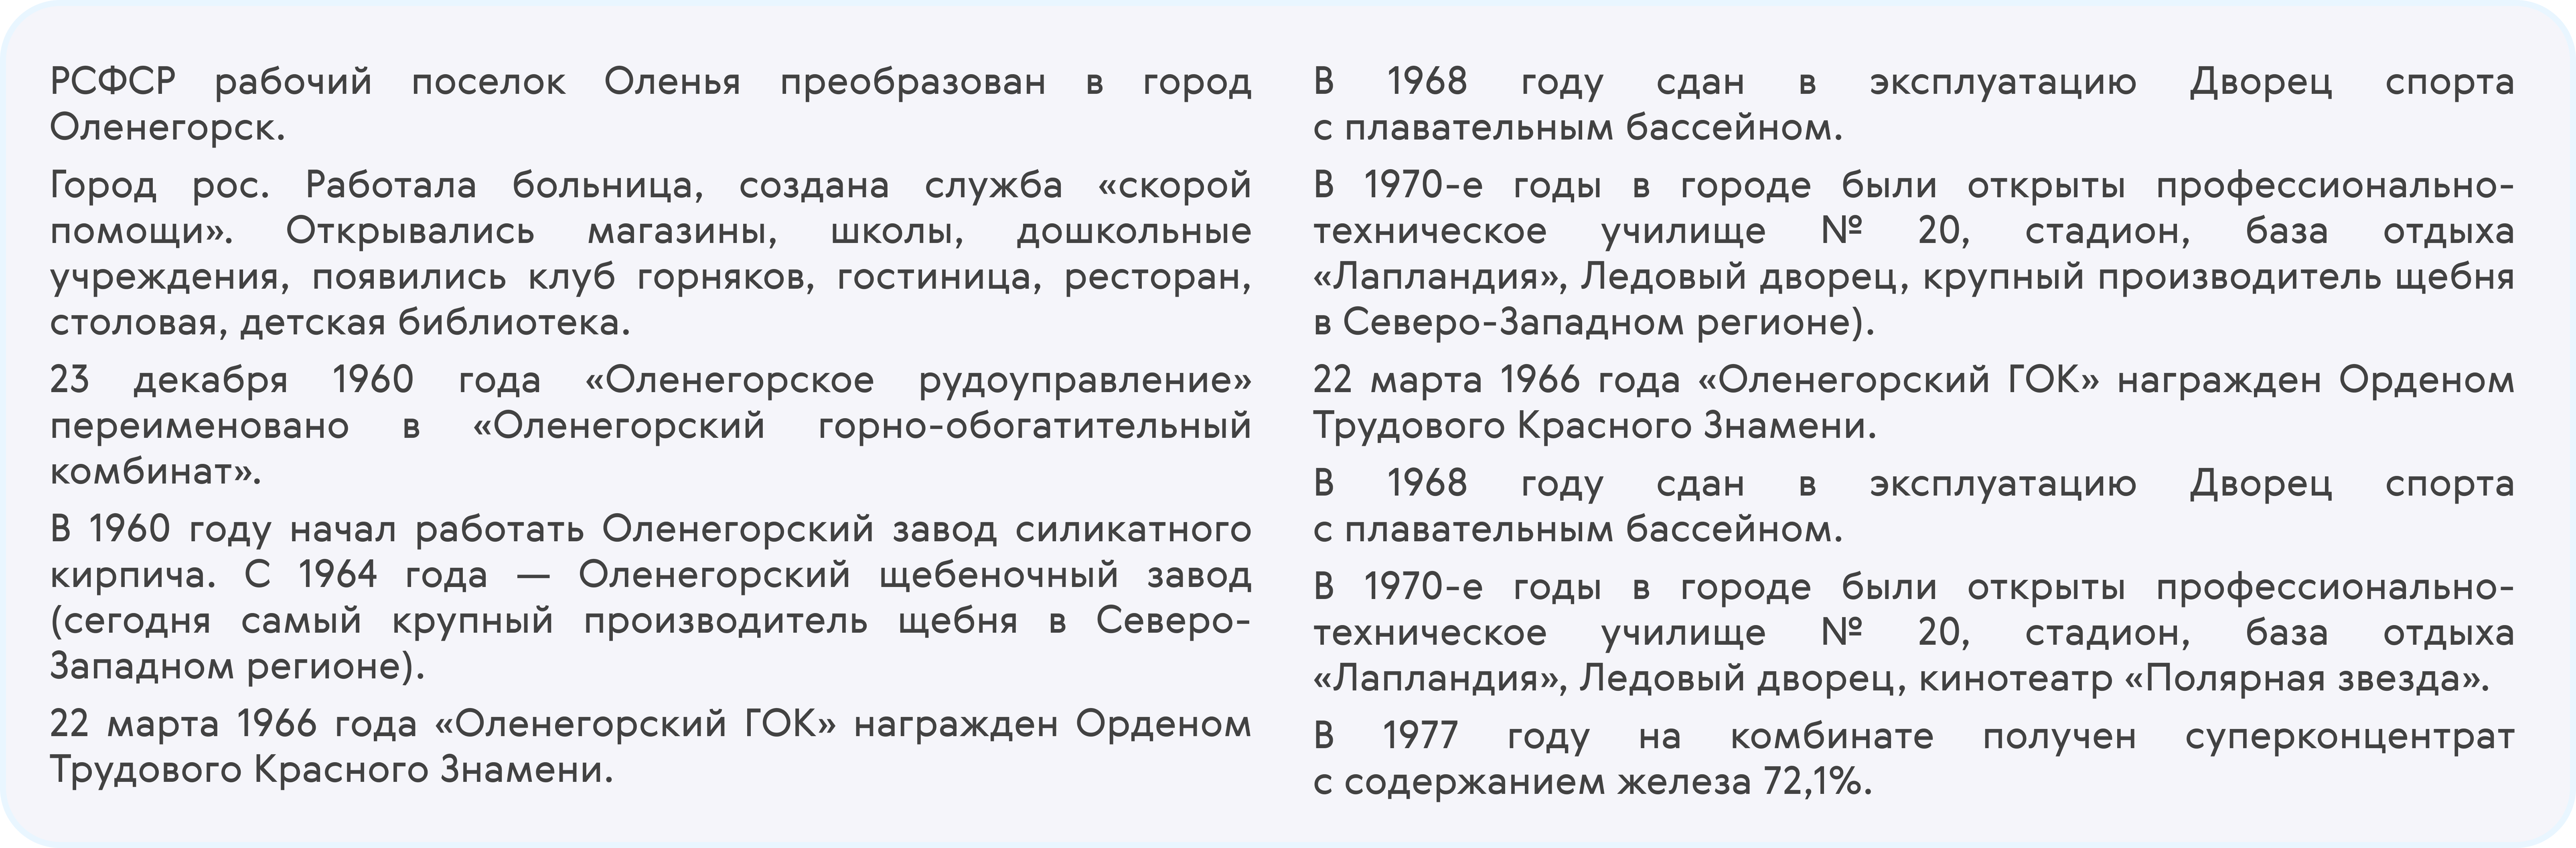 РСФСР рабочий поселок Оленья преобразован в город
Оленегорск.
Город рос. Работала больница, создана служба «скорой
помощи». Открывались магазины, школы, дошкольные
учреждения, появились клуб горняков, гостиница, ресторан,
столовая, детская библиотека.
23 декабря 1960 года «Оленегорское рудоуправление»
переименовано в «Оленегорский горно-обогатительный
комбинат».
В 1960 году начал работать Оленегорский завод силикатного
кирпича. С 1964 года — Оленегорский щебеночный завод
(сегодня самый крупный производитель щебня в Северо-
Западном регионе).
22 марта 1966 года «Оленегорский ГОК» награжден Орденом
Трудового Красного Знамени.
В 1968 году сдан в эксплуатацию Дворец спорта
с плавательным бассейном.
В 1970-е годы в городе были открыты профессионально-
техническое училище № 20, стадион, база отдыха
«Лапландия», Ледовый дворец, крупный производитель щебня
в Северо-Западном регионе).
22 марта 1966 года «Оленегорский ГОК» награжден Орденом
Трудового Красного Знамени.
В 1968 году сдан в эксплуатацию Дворец спорта
с плавательным бассейном.
В 1970-е годы в городе были открыты профессионально-
техническое училище № 20, стадион, база отдыха
«Лапландия», Ледовый дворец, кинотеатр «Полярная звезда».
В 1977 году на комбинате получен суперконцентрат
с содержанием железа 72,1%.